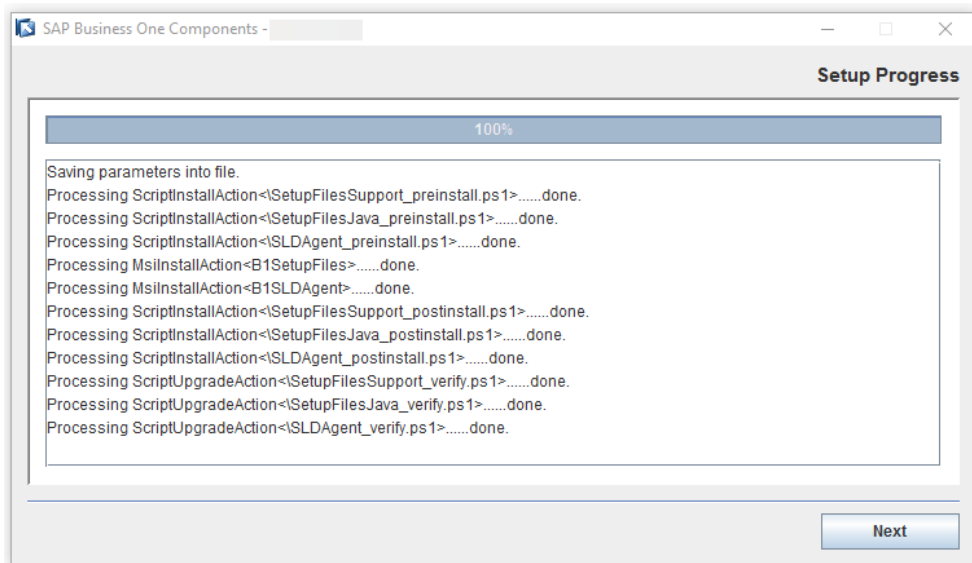 SAP Business One Components -
Setup Progress
100%
Saving parameters into file.
Processing ScriptInstallAction<\SetupFilesSupport_preinstall.ps1>......done.
Processing ScriptInstallAction<\SetupFilesJava_preinstall.ps1>......done.
Processing ScriptInstallAction<\SLDAgent_preinstall.ps1>......done.
Processing MsiInstallAction<B1SetupFiles>......done.
Processing MsiInstallAction<B1SLDAgent>......done.
Processing ScriptInstallAction<\SetupFilesSupport_postinstall.ps1>......done.
Processing ScriptInstallAction<\SetupFilesJava_postinstall.ps1>......done.
Processing ScriptInstallAction<\SLDAgent_postinstall.ps1>......done.
Processing ScriptUpgradeAction<\SetupFilesSupport_verify.ps1>......done.
Processing ScriptUpgradeAction<\SetupFilesJava_verify.ps1>......done.
Processing ScriptUpgradeAction<\SLDAgent_verify.ps1>......done.
Next